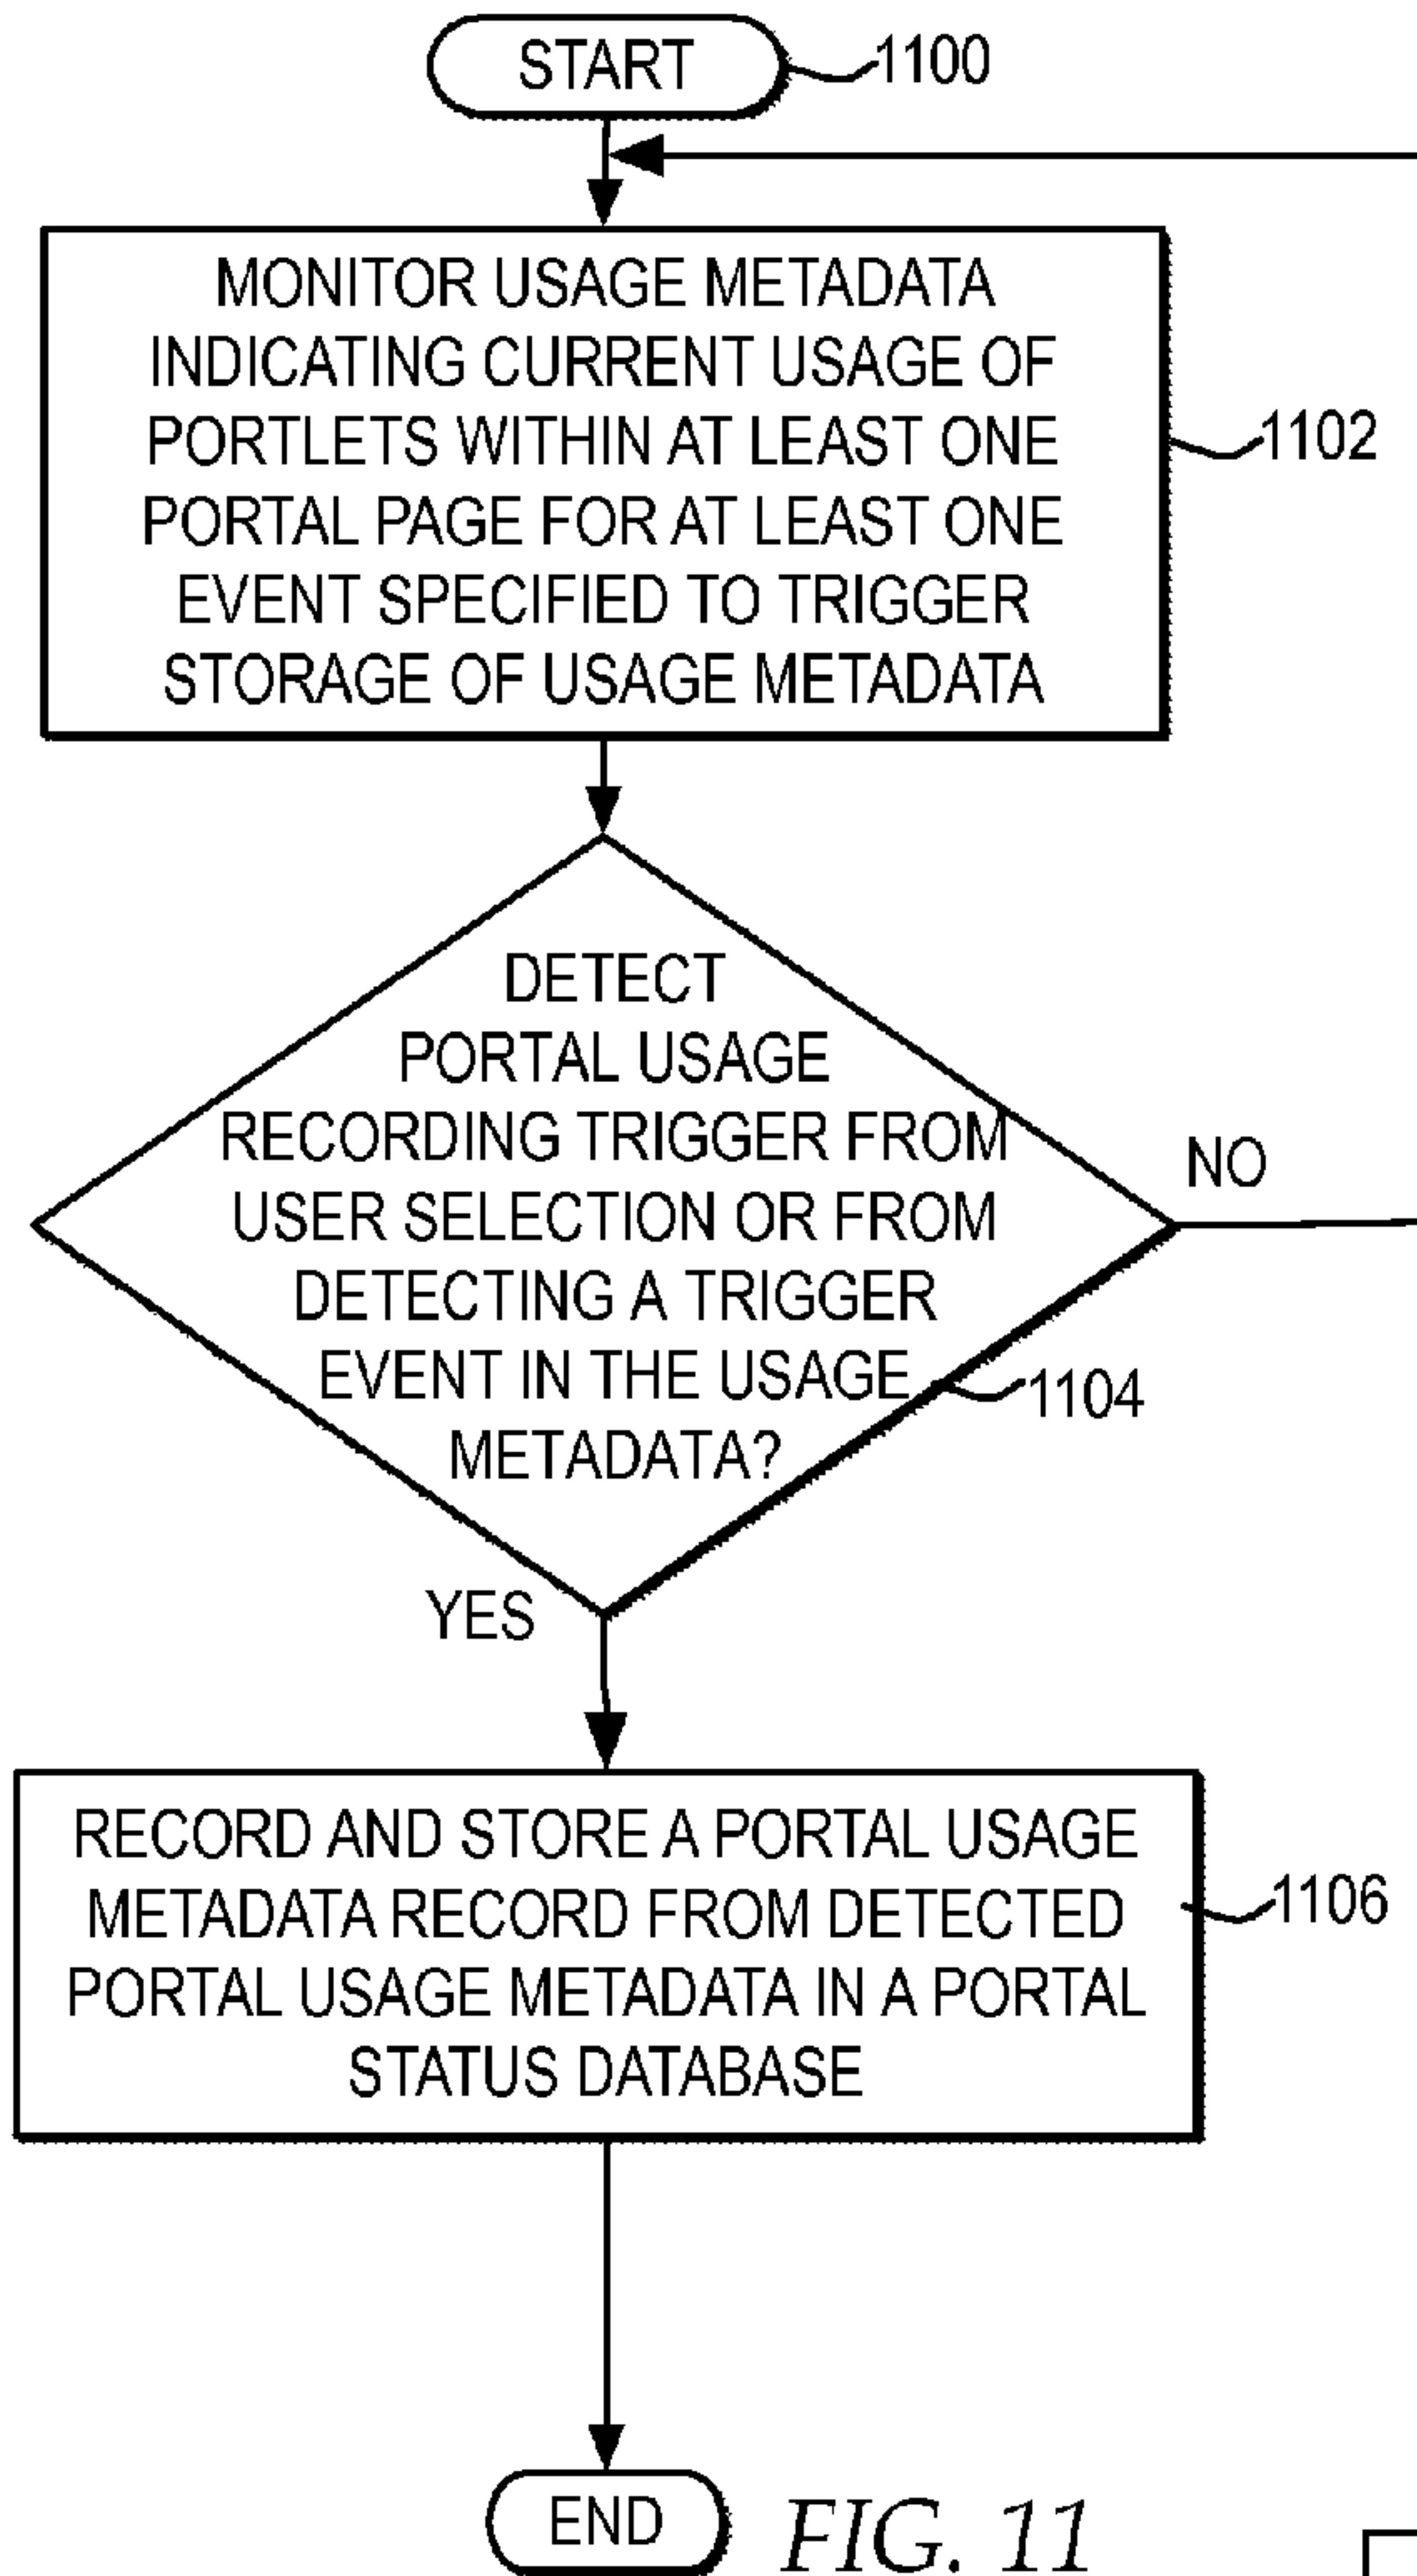 START
1100
MONITOR USAGE METADATA
INDICATING CURRENT USAGE OF
PORTLETS WITHIN AT LEAST ONE
PORTAL PAGE FOR AT LEAST ONE
EVENT SPECIFIED TO TRIGGER
STORAGE OF USAGE METADATA
1102
DETECT
PORTAL USAGE
RECORDING TRIGGER FROM
USER SELECTION OR FROM
DETECTING A TRIGGER
EVENT IN THE USAGE
METADATA?
NO
1104
YES
RECORD AND STORE A PORTAL USAGE
METADATA RECORD FROM DETECTED
PORTAL USAGE METADATA IN A PORTAL
STATUS DATABASE
1106
END
FIG. 11